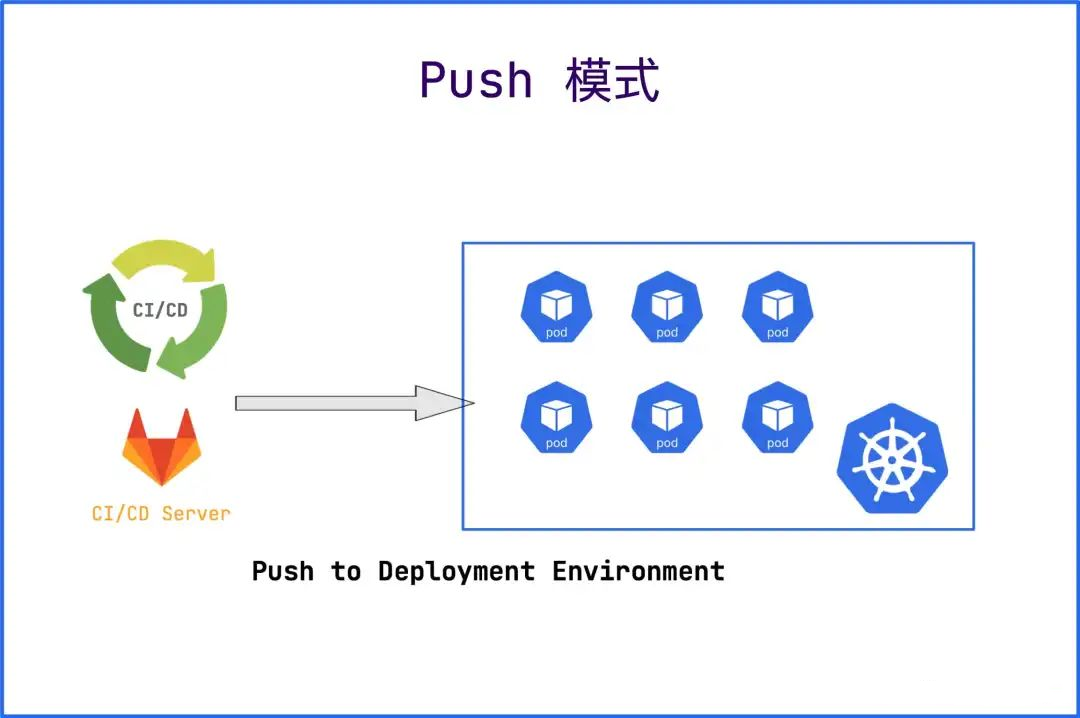 Push 模式
CI/CD
pod
pod
pod
pod
pod
pod
CI/CD Server
Push to Deployment Environment